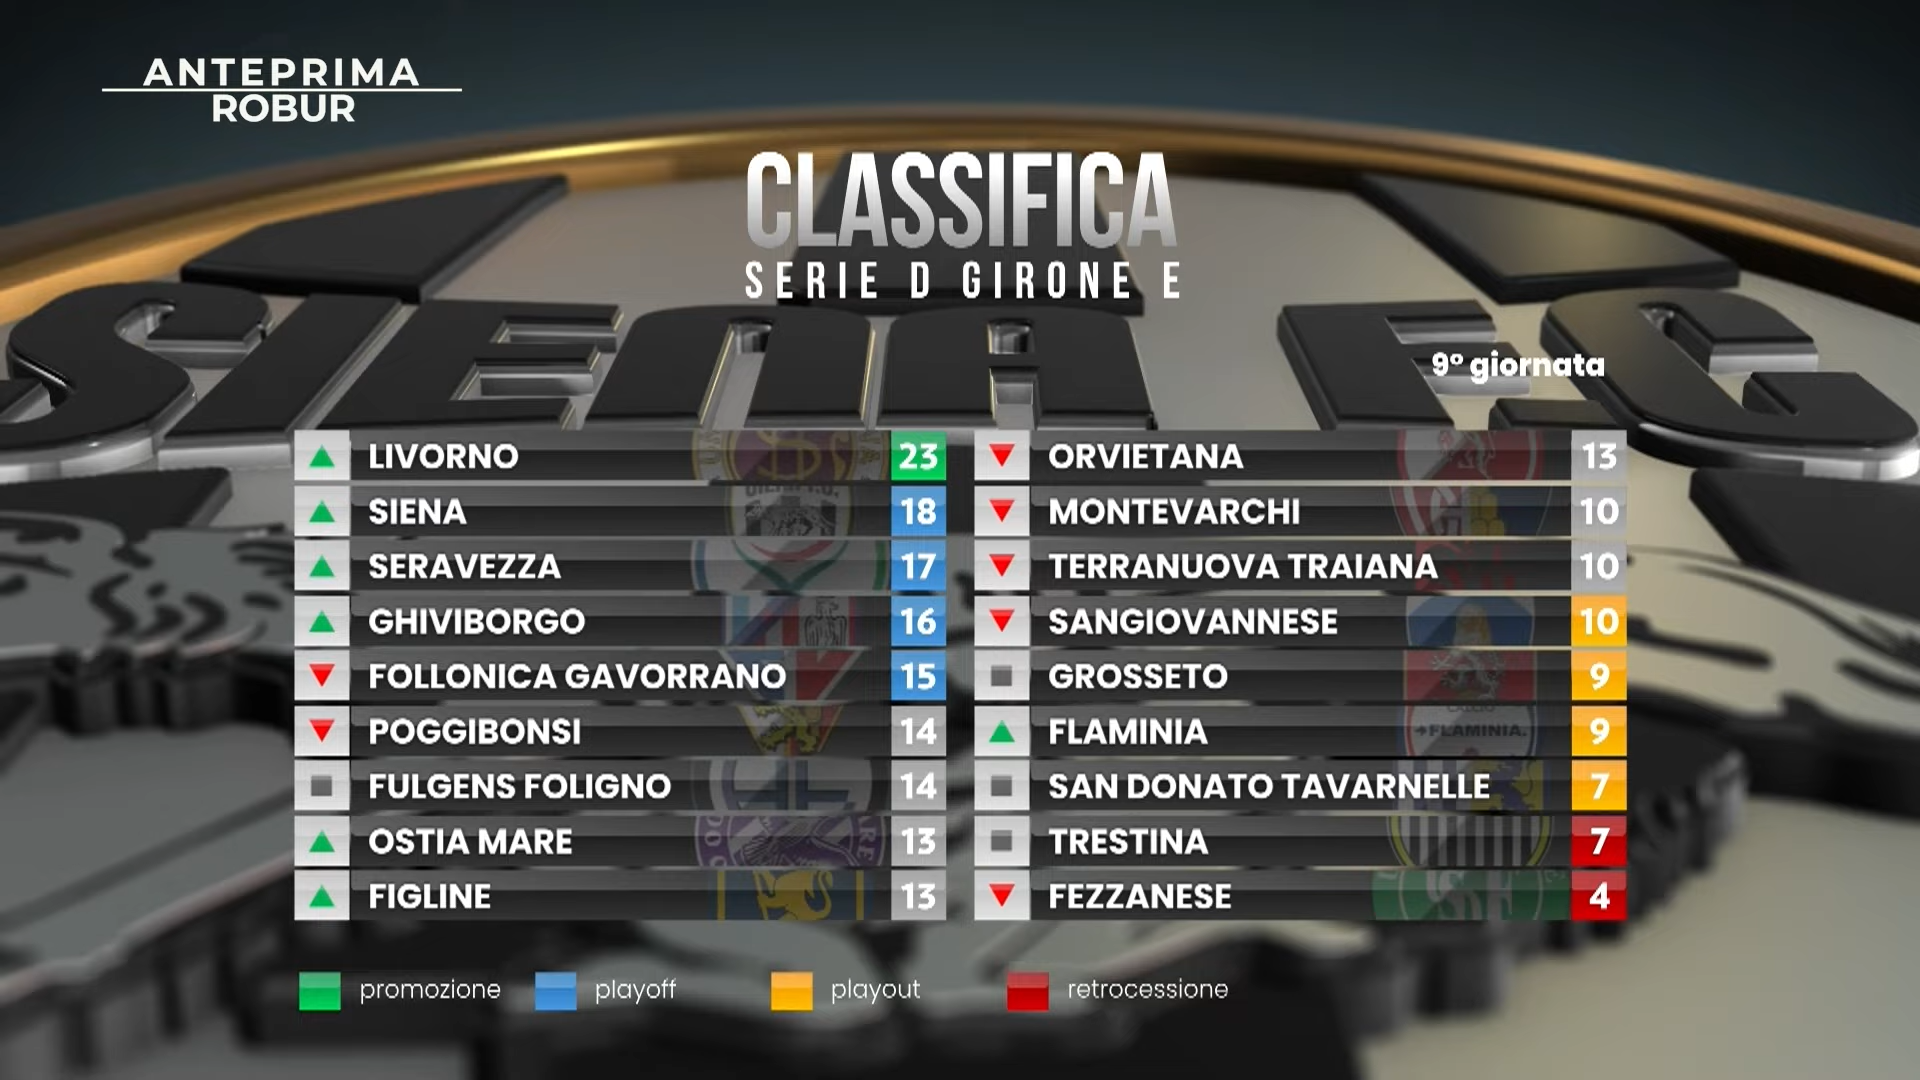 ANTEPRIMA
ROBUR
CLASSIFICA
SERIE D GIRONE E
SIENA F.C
9° giornata
LIVORNO 23
SIENA 18
SERAVEZZA 17
GHIVIBORGO 16
FOLLONICA GAVORRANO 15
POGGIBONSI 14
FULGENS FOLIGNO 14
OSTIA MARE 13
FIGLINE 13
ORVIETANA 13
MONTEVARCHI 10
TERRANUOVA TRAIANA 10
SANGIOVANNESE 10
GROSSETO 9
FLAMINIA 9
SAN DONATO TAVARNELLE 7
TRESTINA 7
FEZZANESE 4
promozione playoff playout retrocessione